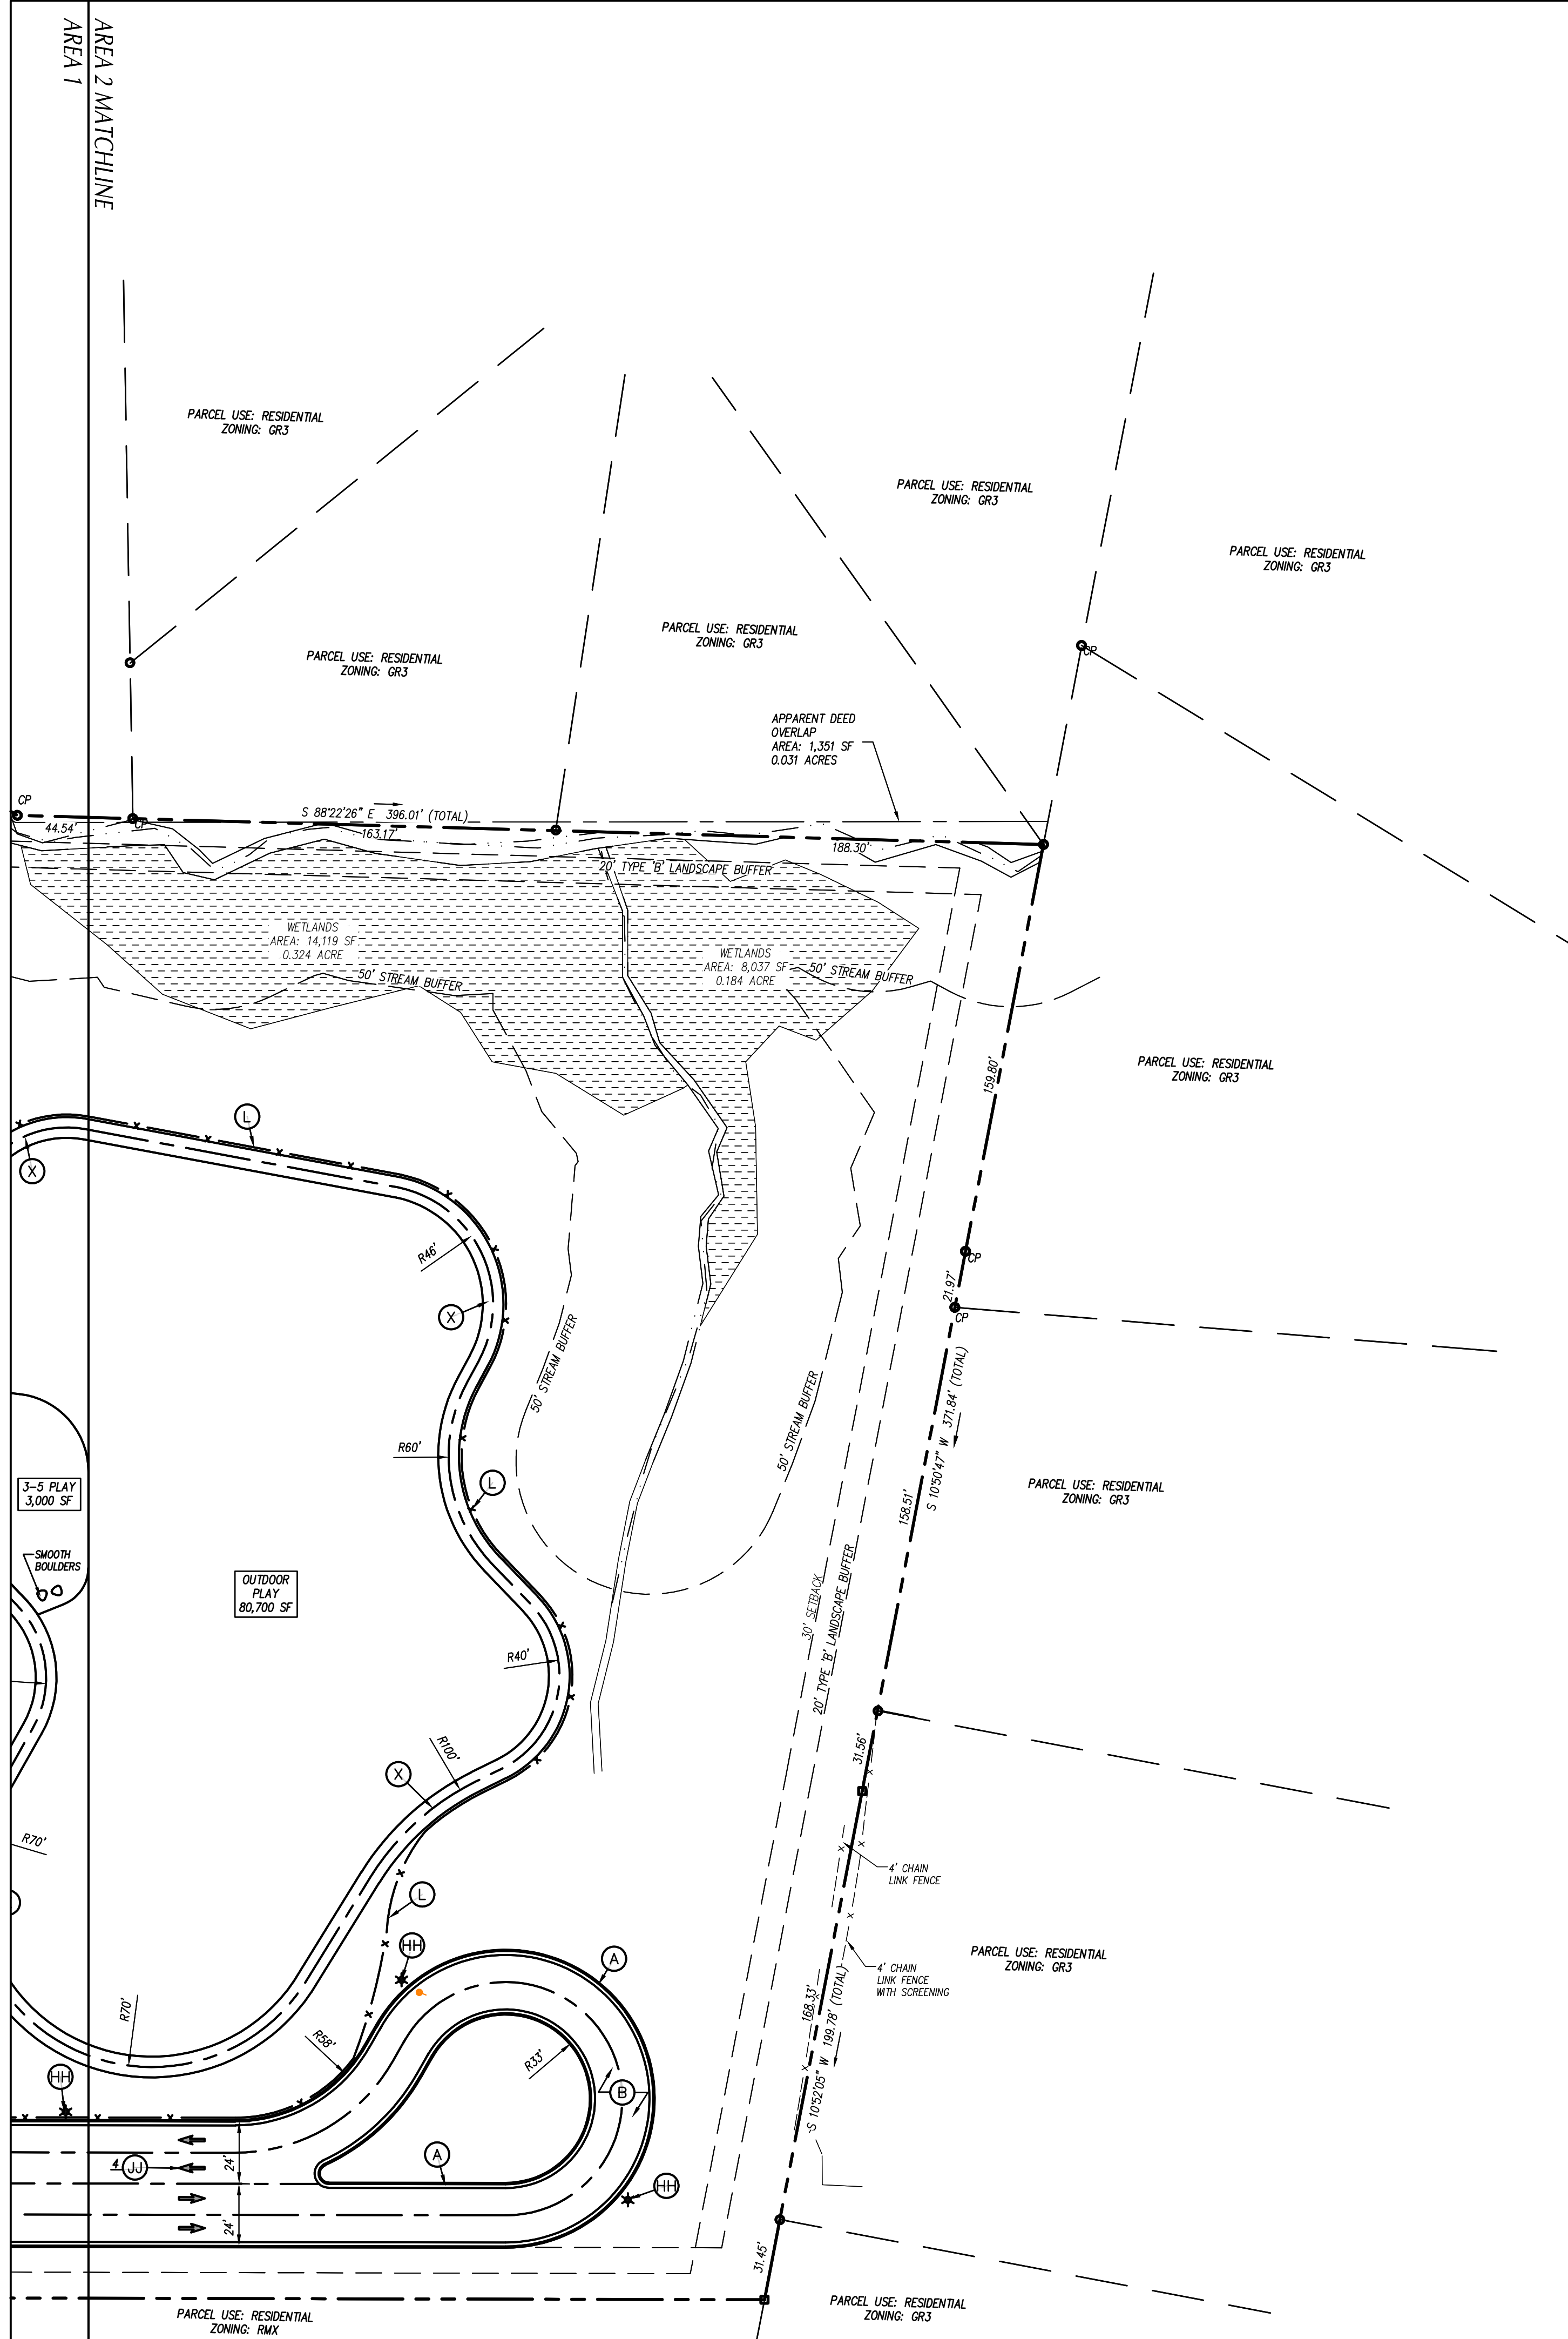 AREA 2 MATCHLINE
AREA 1
PARCEL USE: RESIDENTIAL
ZONING: GR3
PARCEL USE: RESIDENTIAL
ZONING: GR3
PARCEL USE: RESIDENTIAL
ZONING: GR3
PARCEL USE: RESIDENTIAL
ZONING: GR3
PARCEL USE: RESIDENTIAL
ZONING: GR3
CP
APPARENT DEED
OVERLAP
AREA: 1,351 SF
0.031 ACRES
CP
44.54'
CP
S 88°22'26" E 396.01' (TOTAL)
163.17'
188.30'
20' TYPE 'B' LANDSCAPE BUFFER
WETLANDS
AREA: 14,119 SF
0.324 ACRE
WETLANDS
AREA: 8,037 SF
0.184 ACRE
50' STREAM BUFFER
50' STREAM BUFFER
159.80'
PARCEL USE: RESIDENTIAL
ZONING: GR3
L
X
R46'
X
CP
21.97'
CP
50' STREAM BUFFER
50' STREAM BUFFER
S 10°50'47" W 371.84' (TOTAL)
158.51'
R60'
L
3-5 PLAY
3,000 SF
PARCEL USE: RESIDENTIAL
ZONING: GR3
SMOOTH
BOULDERS
OUTDOOR
PLAY
80,700 SF
30' SETBACK
20' TYPE 'B' LANDSCAPE BUFFER
R40'
R100'
X
31.56'
R70'
4' CHAIN
LINK FENCE
L
HH
A
PARCEL USE: RESIDENTIAL
ZONING: GR3
4' CHAIN
LINK FENCE
WITH SCREENING
168.33'
S 10°52'05" W 199.78' (TOTAL)
R70'
R58'
R33'
HH
B
A
24'
4
JJ
HH
24'
31.45'
PARCEL USE: RESIDENTIAL
ZONING: RMX
PARCEL USE: RESIDENTIAL
ZONING: GR3